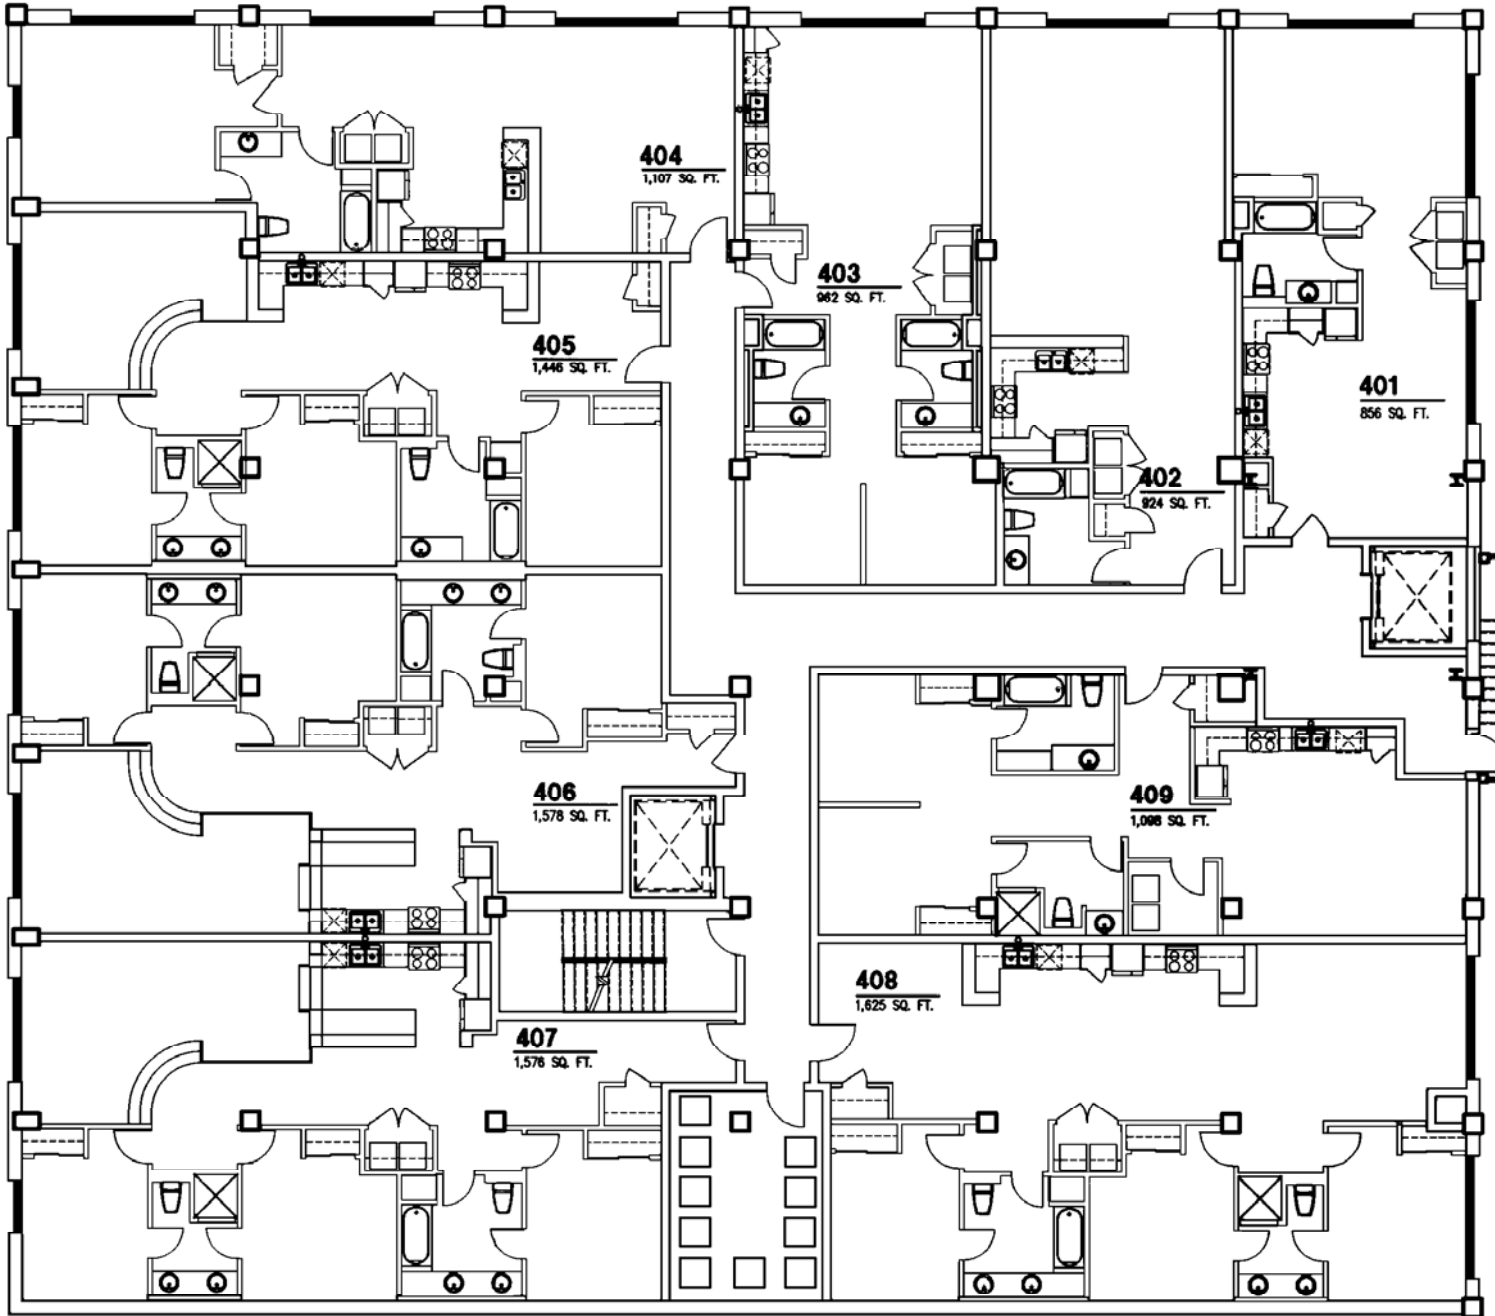 404
1,107 SQ. FT.
403
962 SQ. FT.
405
1,446 SQ. FT.
401
856 SQ. FT.
402
924 SQ. FT.
406
1,578 SQ. FT.
409
1,098 SQ. FT.
408
1,625 SQ. FT.
407
1,576 SQ. FT.